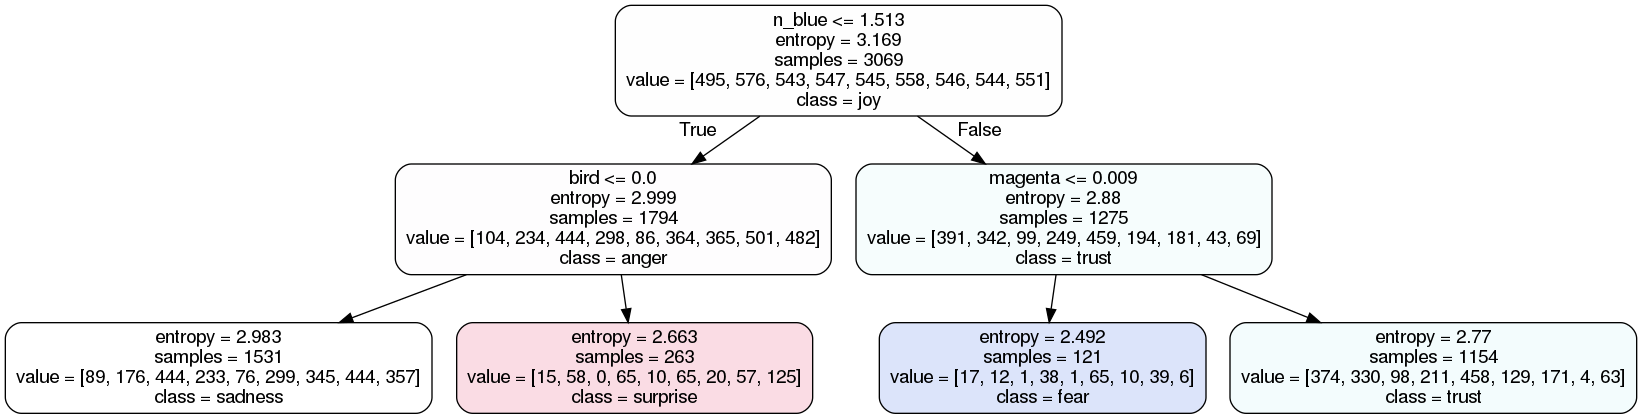 n_blue <= 1.513
entropy = 3.169
samples = 3069
value = [495, 576, 543, 547, 545, 558, 546, 544, 551]
class = joy
True
False
bird <= 0.0
entropy = 2.999
samples = 1794
value = [104, 234, 444, 298, 86, 364, 365, 501, 482]
class = anger
magenta <= 0.009
entropy = 2.88
samples = 1275
value = [391, 342, 99, 249, 459, 194, 181, 43, 69]
class = trust
entropy = 2.983
samples = 1531
value = [89, 176, 444, 233, 76, 299, 345, 444, 357]
class = sadness
entropy = 2.663
samples = 263
value = [15, 58, 0, 65, 10, 65, 20, 57, 125]
class = surprise
entropy = 2.492
samples = 121
value = [17, 12, 1, 38, 1, 65, 10, 39, 6]
class = fear
entropy = 2.77
samples = 1154
value = [374, 330, 98, 211, 458, 129, 171, 4, 63]
class = trust